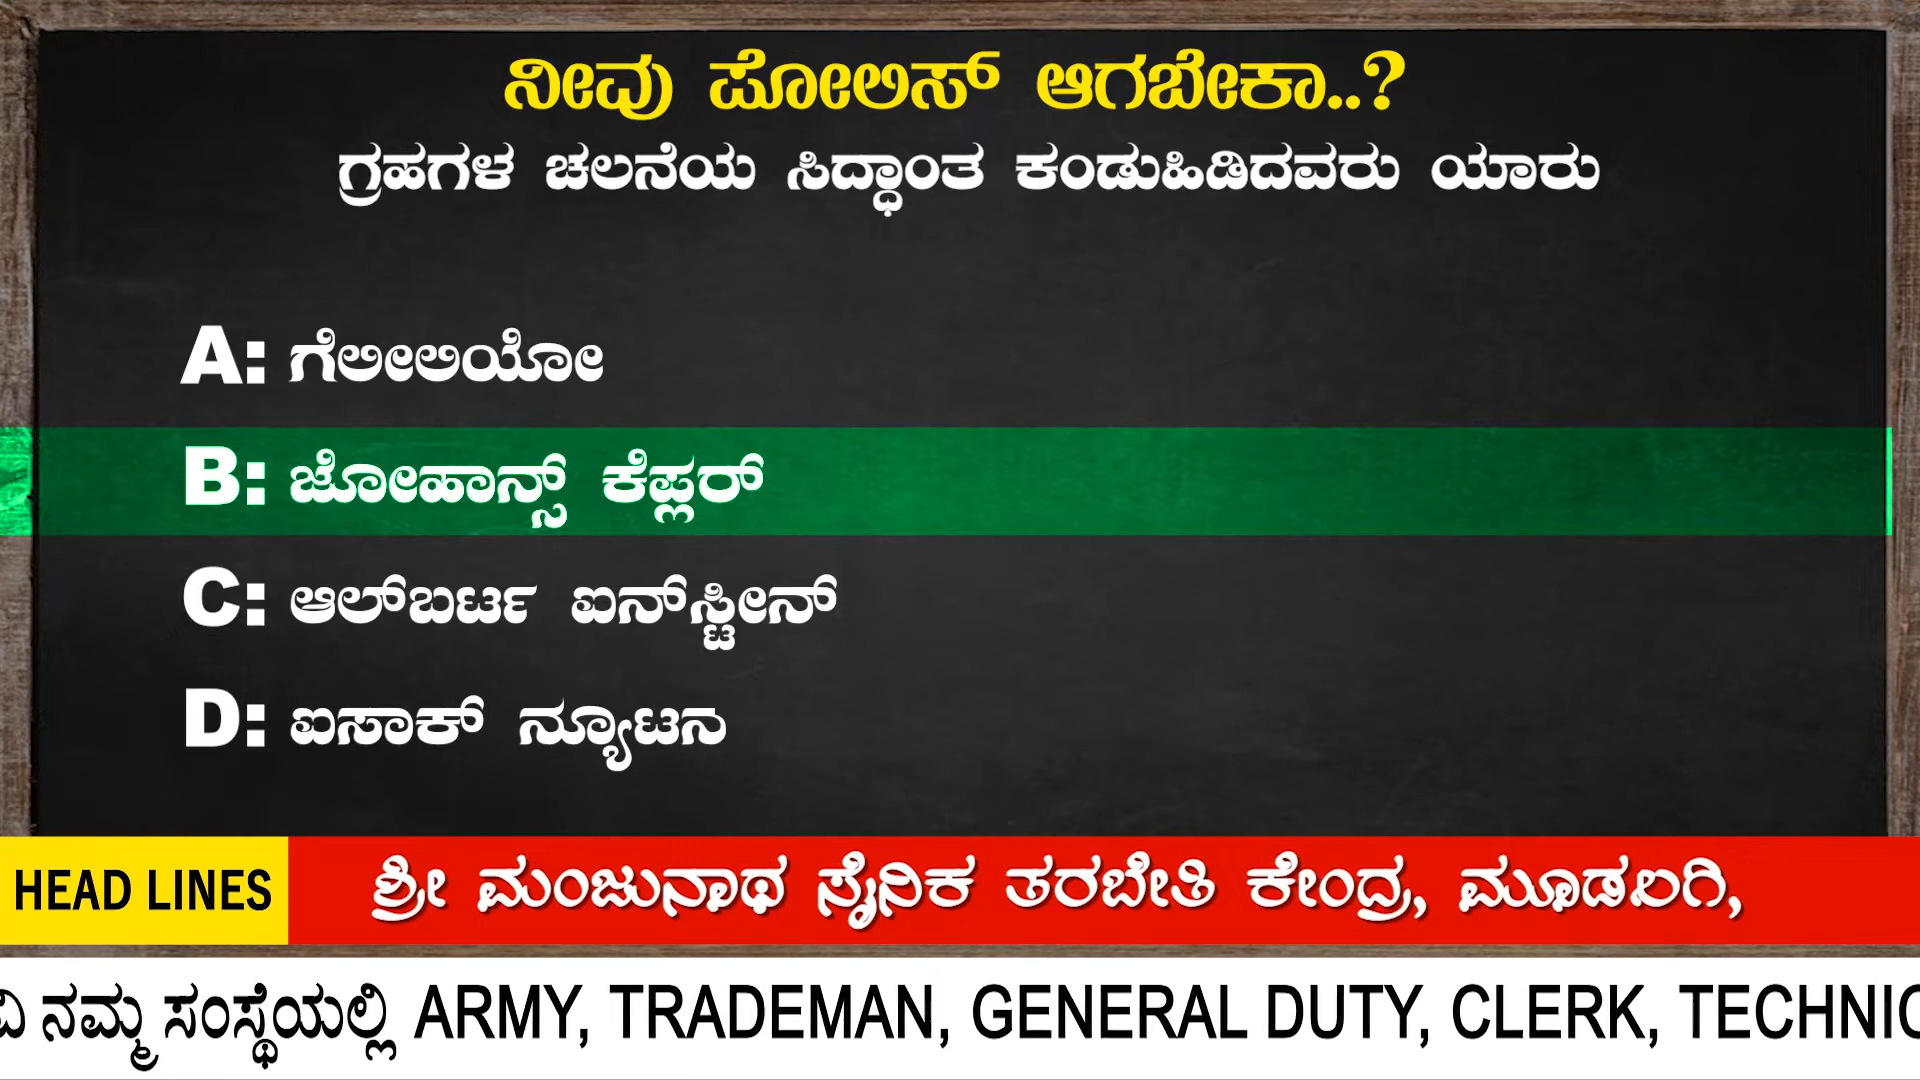 ನೀವು ಪೋಲಿಸ್ ಆಗಬೇಕಾ..?
ಗ್ರಹಗಳ ಚಲನೆಯ ಸಿದ್ಧಾಂತ ಕಂಡುಹಿಡಿದವರು ಯಾರು
A: ಗೆಲೀಲಿಯೋ
B: ಜೋಹಾನ್ಸ್ ಕೆಪ್ಲರ್
C: ಆಲ್‌ಬರ್ಟ ಐನ್‌ಸ್ಟೀನ್
D: ಐಸಾಕ್ ನ್ಯೂಟನ
HEAD LINES ಶ್ರೀ ಮಂಜುನಾಥ ಸೈನಿಕ ತರಬೇತಿ ಕೇಂದ್ರ, ಮೂಡಲಗಿ,
ನಮ್ಮ ಸಂಸ್ಥೆಯಲ್ಲಿ ARMY, TRADEMAN, GENERAL DUTY, CLERK, TECHNIC